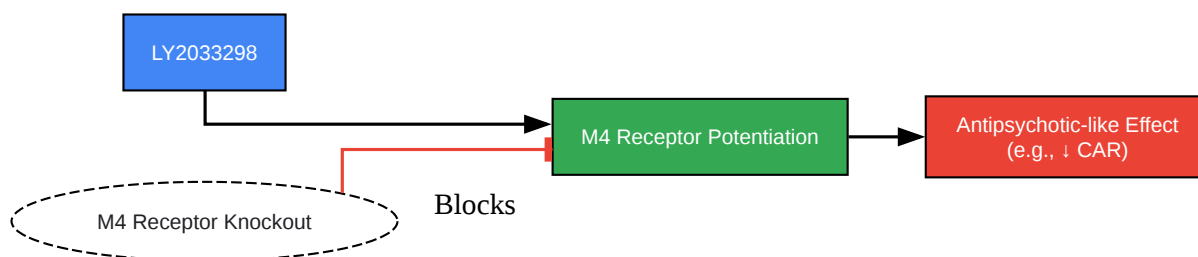 LY2033298
M4 Receptor Potentiation
Antipsychotic-like Effect
(e.g., ↓ CAR)
Blocks
M4 Receptor Knockout